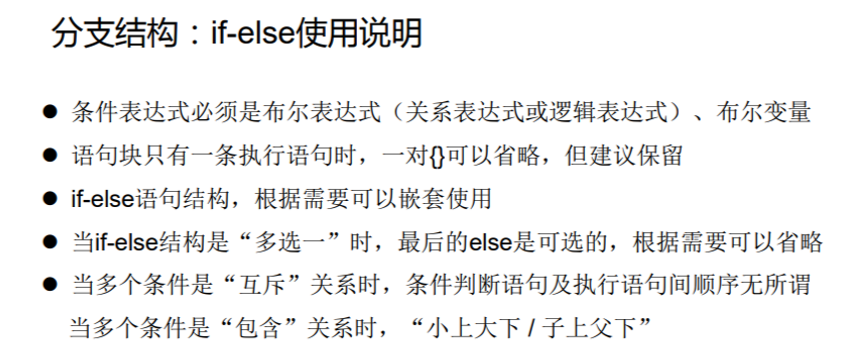 分支结构：if-else使用说明
● 条件表达式必须是布尔表达式（关系表达式或逻辑表达式）、布尔变量
● 语句块只有一条执行语句时，一对{}可以省略，但建议保留
● if-else语句结构，根据需要可以嵌套使用
● 当if-else结构是“多选一”时，最后的else是可选的，根据需要可以省略
● 当多个条件是“互斥”关系时，条件判断语句及执行语句间顺序无所谓
当多个条件是“包含”关系时，“小上大下 / 子上父下”